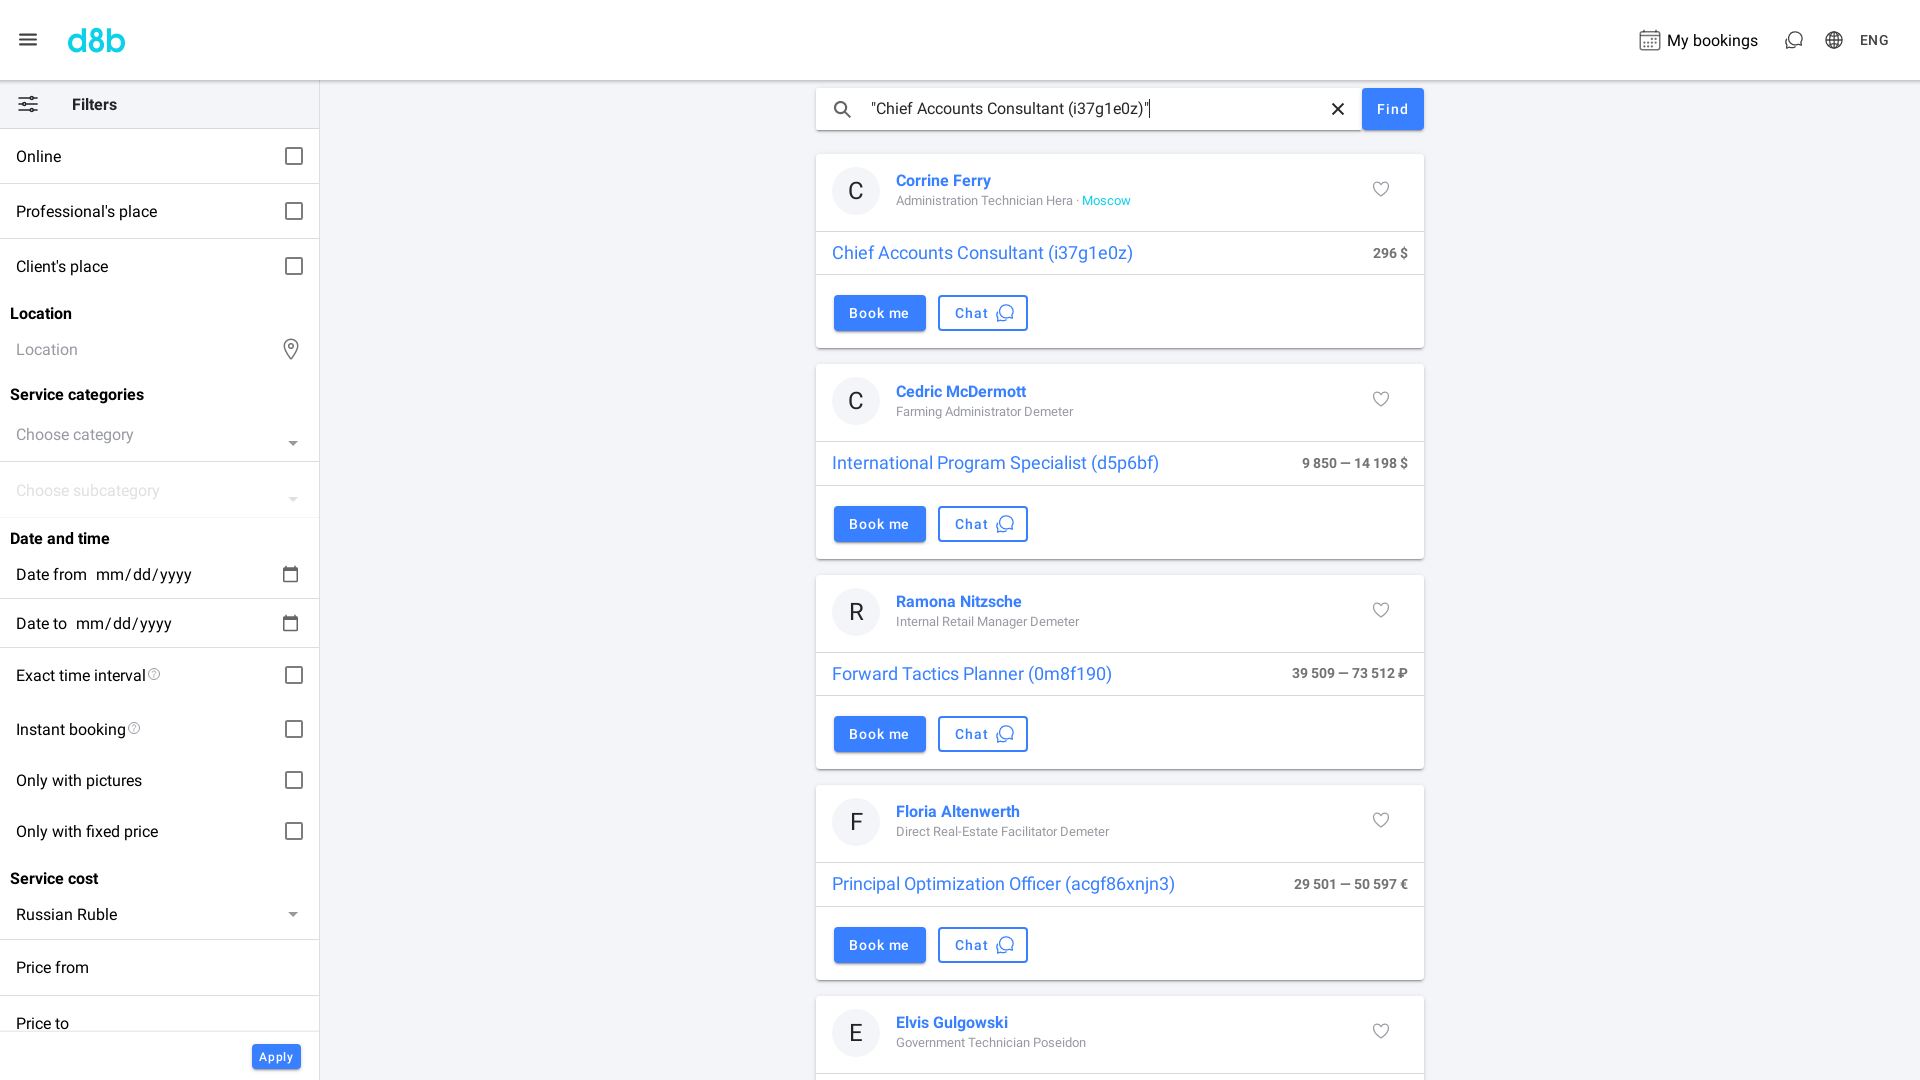 d8b
My bookings
ENG
Filters
Online
Professional's place
Client's place
Location
Location
Service categories
Choose category
Choose subcategory
Date and time
Date from mm/dd/yyyy
Date to mm/dd/yyyy
Exact time interval
Instant booking
Only with pictures
Only with fixed price
Service cost
Russian Ruble
Price from
Price to
Apply
"Chief Accounts Consultant (i37g1e0z)"
Find
C
Corrine Ferry
Administration Technician Hera · Moscow
Chief Accounts Consultant (i37g1e0z)
296 $
Book me
Chat
C
Cedric McDermott
Farming Administrator Demeter
International Program Specialist (d5p6bf)
9 850 — 14 198 $
Book me
Chat
R
Ramona Nitzsche
Internal Retail Manager Demeter
Forward Tactics Planner (0m8f190)
39 509 — 73 512 ₽
Book me
Chat
F
Floria Altenwerth
Direct Real-Estate Facilitator Demeter
Principal Optimization Officer (acgf86xnjn3)
29 501 — 50 597 €
Book me
Chat
E
Elvis Gulgowski
Government Technician Poseidon